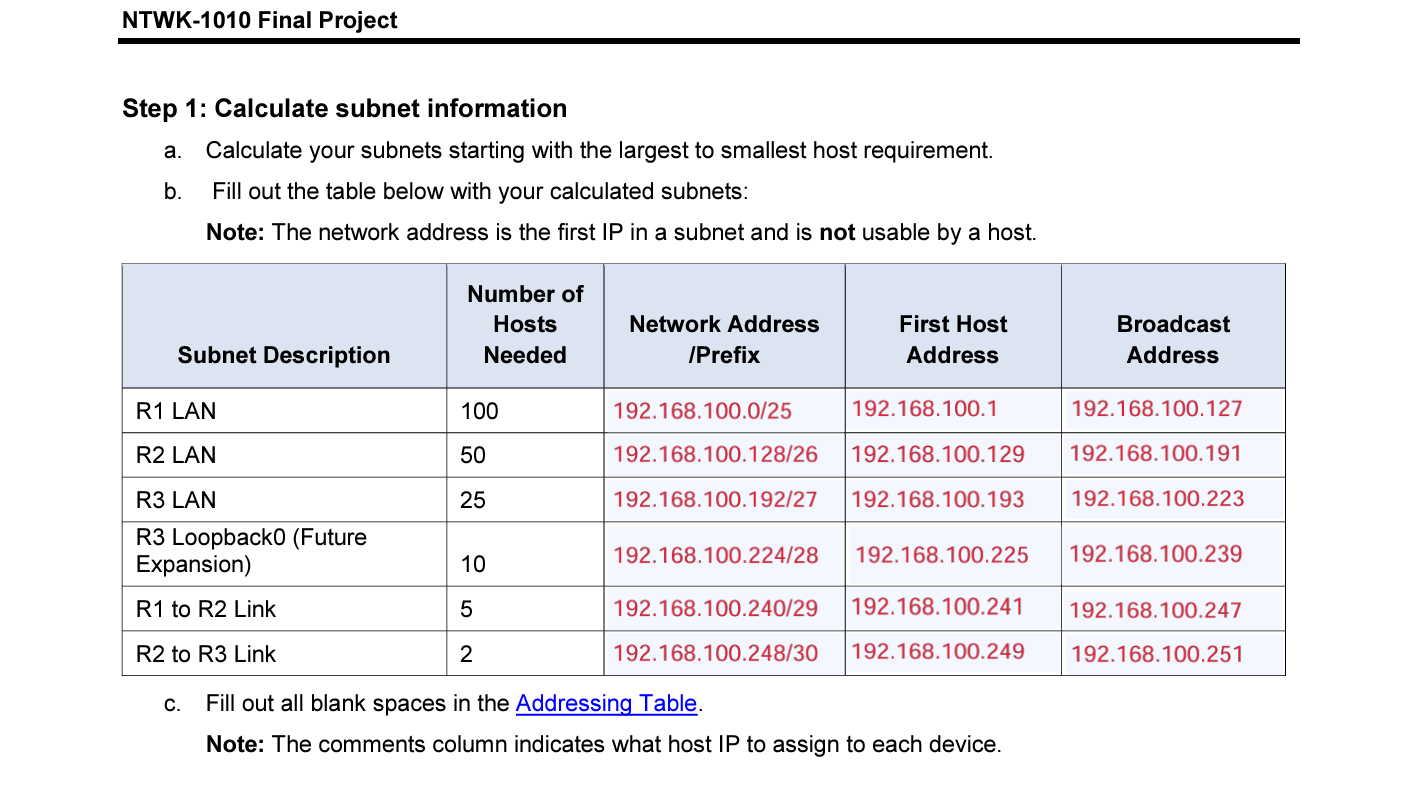 NTWK-1010 Final Project
Step 1: Calculate subnet information
a. Calculate your subnets starting with the largest to smallest host requirement.
b. Fill out the table below with your calculated subnets:
Note: The network address is the first IP in a subnet and is not usable by a host.
Subnet Description | Number of Hosts Needed | Network Address /Prefix | First Host Address | Broadcast Address
R1 LAN | 100 | 192.168.100.0/25 | 192.168.100.1 | 192.168.100.127
R2 LAN | 50 | 192.168.100.128/26 | 192.168.100.129 | 192.168.100.191
R3 LAN | 25 | 192.168.100.192/27 | 192.168.100.193 | 192.168.100.223
R3 Loopback0 (Future Expansion) | 10 | 192.168.100.224/28 | 192.168.100.225 | 192.168.100.239
R1 to R2 Link | 5 | 192.168.100.240/29 | 192.168.100.241 | 192.168.100.247
R2 to R3 Link | 2 | 192.168.100.248/30 | 192.168.100.249 | 192.168.100.251
c. Fill out all blank spaces in the Addressing Table.
Note: The comments column indicates what host IP to assign to each device.